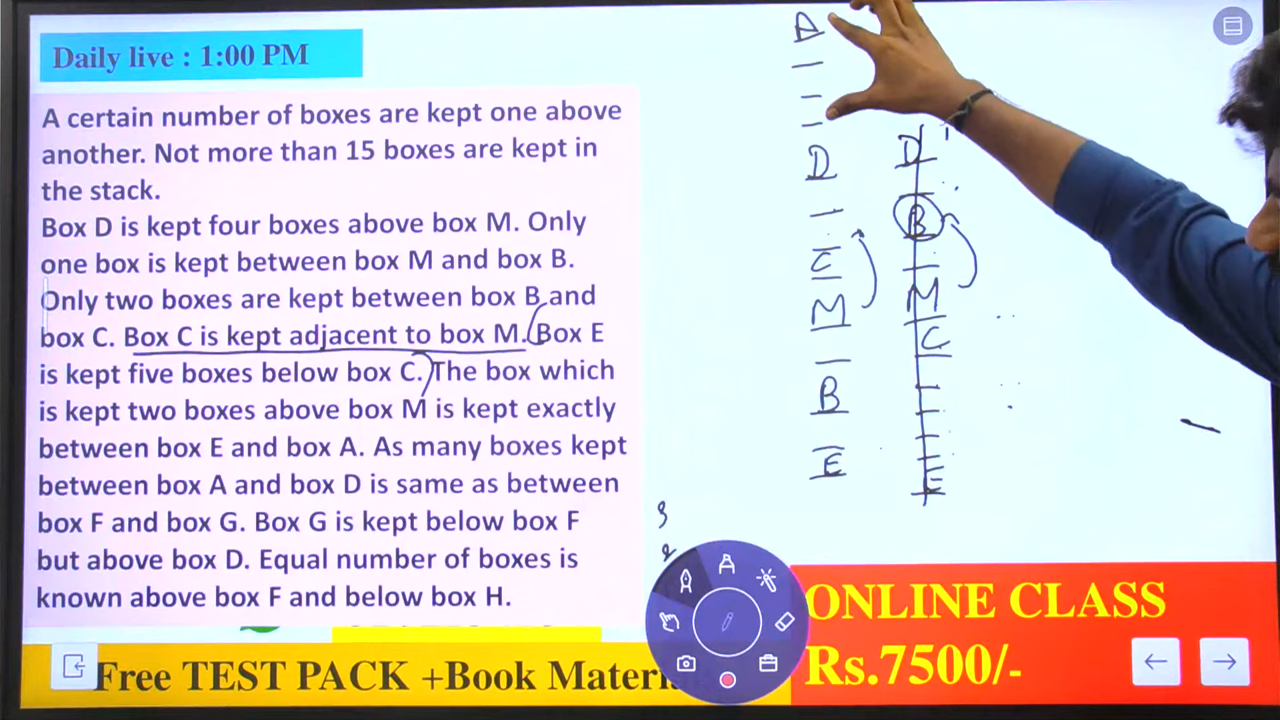 Daily live : 1:00 PM
A certain number of boxes are kept one above
another. Not more than 15 boxes are kept in
the stack.
Box D is kept four boxes above box M. Only
one box is kept between box M and box B.
Only two boxes are kept between box B and
box C. Box C is kept adjacent to box M. Box E
is kept five boxes below box C. The box which
is kept two boxes above box M is kept exactly
between box E and box A. As many boxes kept
between box A and box D is same as between
box F and box G. Box G is kept below box F
but above box D. Equal number of boxes is
known above box F and below box H.
A
D
C
M
B
E
D
B
M
C
E
Free TEST PACK +Book Materi
ONLINE CLASS
Rs.7500/-